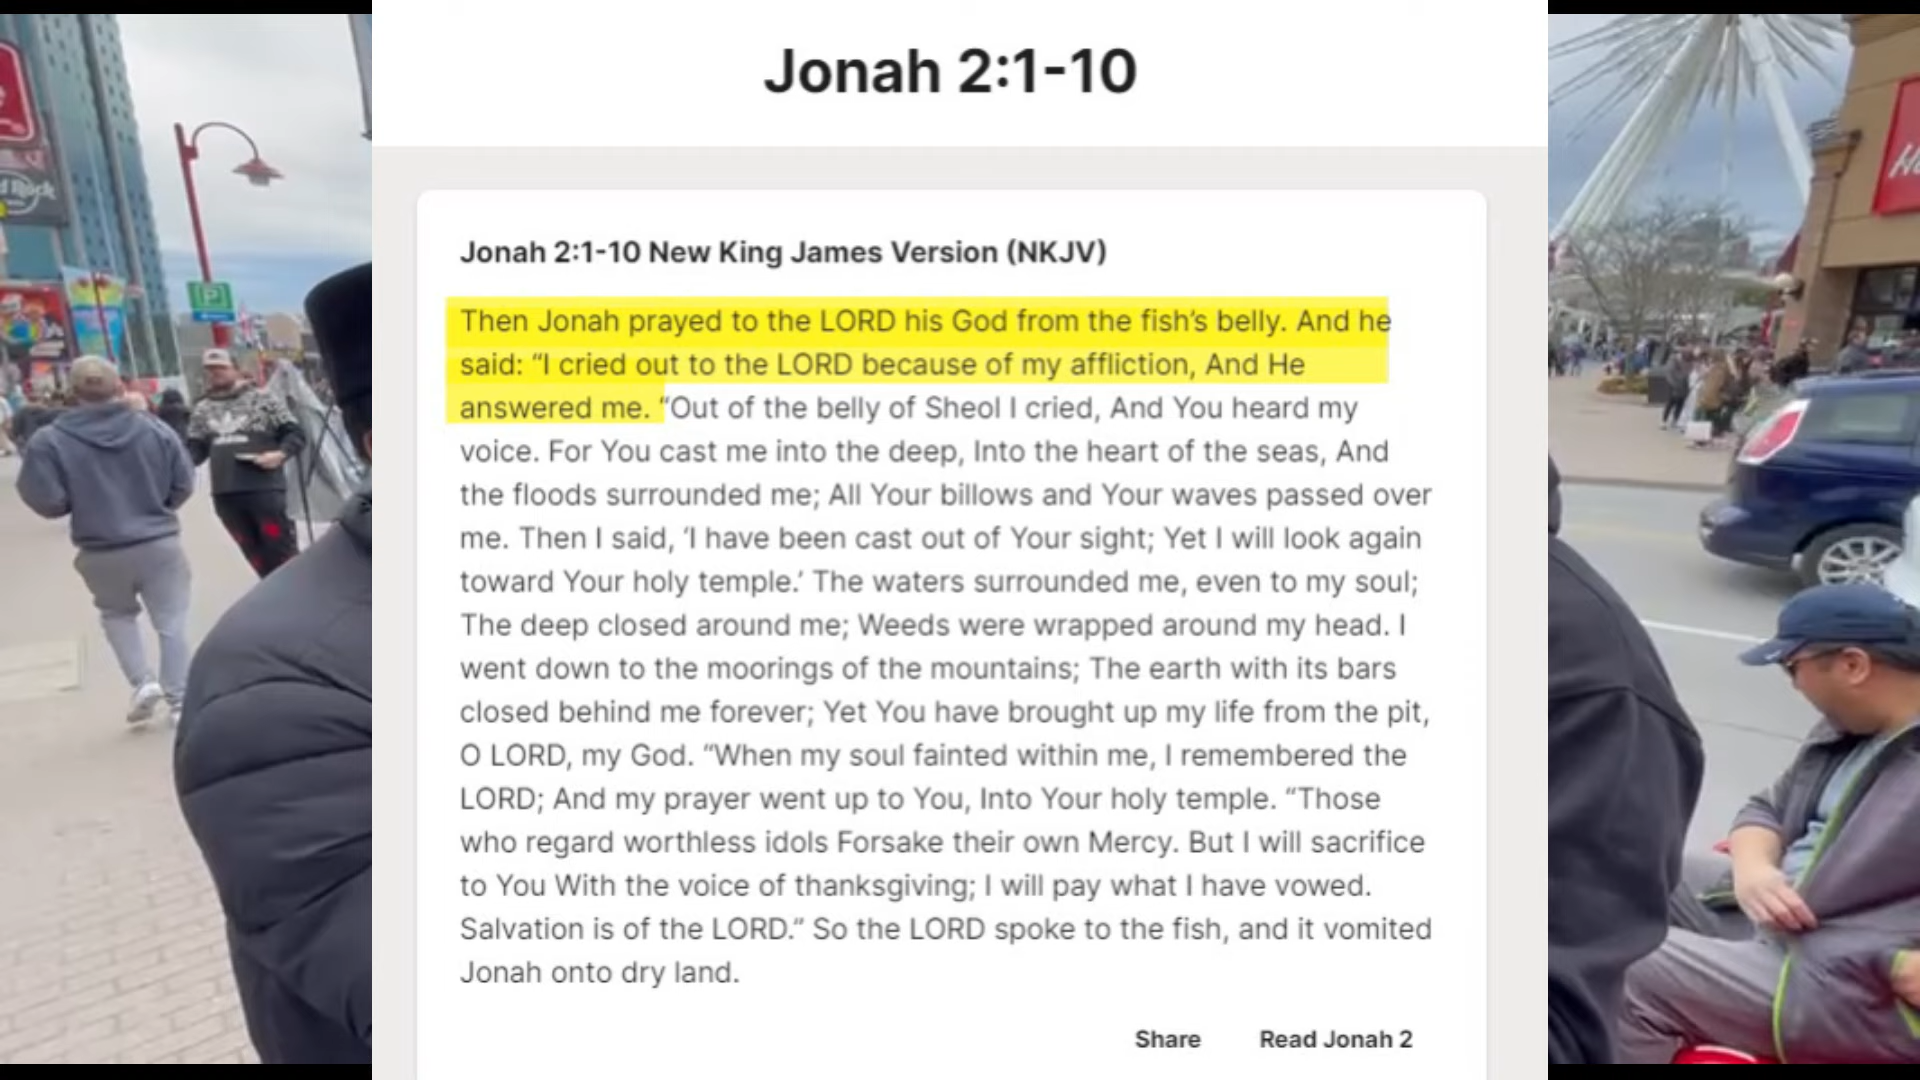 Jonah 2:1-10
Jonah 2:1-10 New King James Version (NKJV)
Then Jonah prayed to the LORD his God from the fish’s belly. And he
said: “I cried out to the LORD because of my affliction, And He
answered me. “Out of the belly of Sheol I cried, And You heard my
voice. For You cast me into the deep, Into the heart of the seas, And
the floods surrounded me; All Your billows and Your waves passed over
me. Then I said, ‘I have been cast out of Your sight; Yet I will look again
toward Your holy temple.’ The waters surrounded me, even to my soul;
The deep closed around me; Weeds were wrapped around my head. I
went down to the moorings of the mountains; The earth with its bars
closed behind me forever; Yet You have brought up my life from the pit,
O LORD, my God. “When my soul fainted within me, I remembered the
LORD; And my prayer went up to You, Into Your holy temple. “Those
who regard worthless idols Forsake their own Mercy. But I will sacrifice
to You With the voice of thanksgiving; I will pay what I have vowed.
Salvation is of the LORD.” So the LORD spoke to the fish, and it vomited
Jonah onto dry land.
Share Read Jonah 2
Rock
P